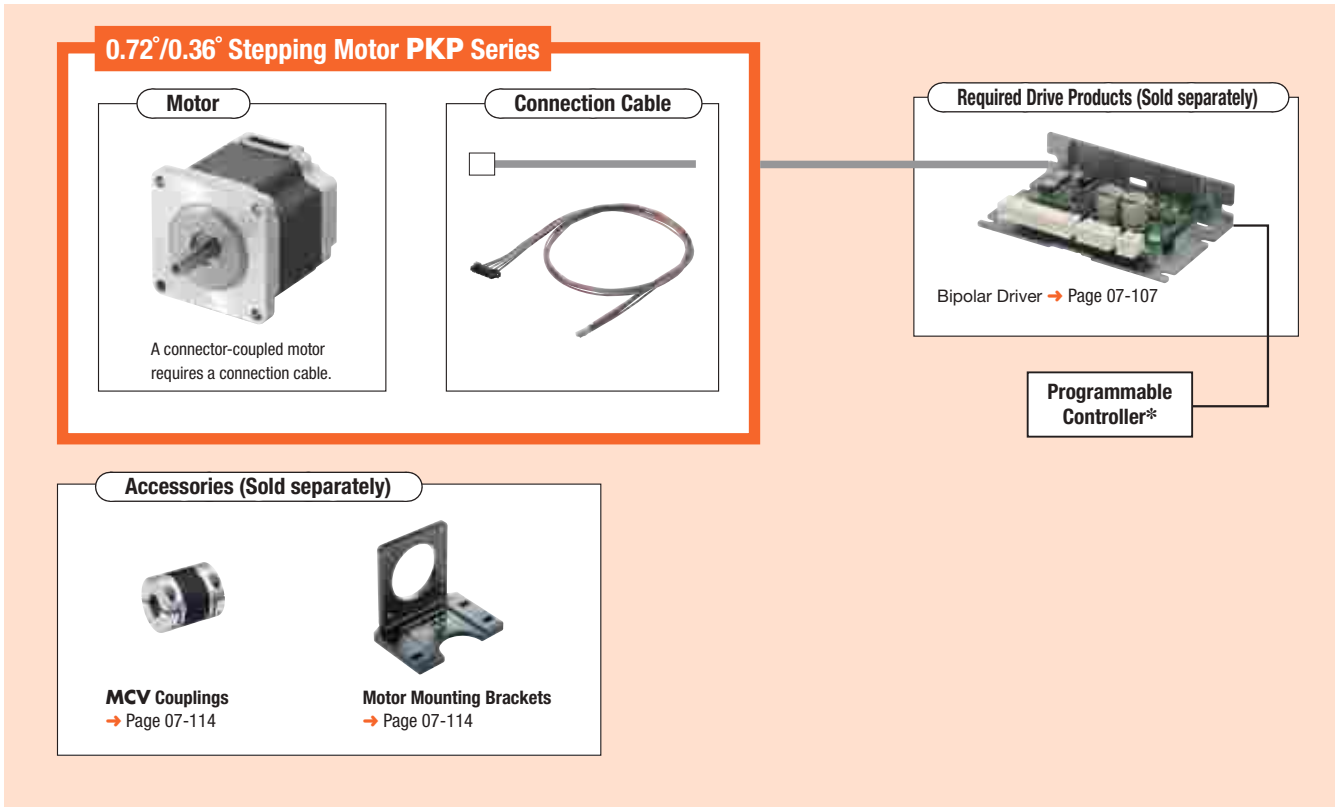 0.72°/0.36° Stepping Motor PKP Series
Motor
A connector-coupled motor
requires a connection cable.
Connection Cable
Required Drive Products (Sold separately)
Bipolar Driver ➜ Page 07-107
Programmable
Controller*
Accessories (Sold separately)
MCV Couplings
➜ Page 07-114
Motor Mounting Brackets
➜ Page 07-114